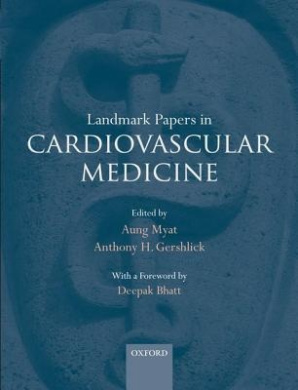 Landmark Papers in
CARDIOVASCULAR
MEDICINE
Edited by
Aung Myat
Anthony H. Gershlick
With a Foreword by
Deepak Bhatt
OXFORD